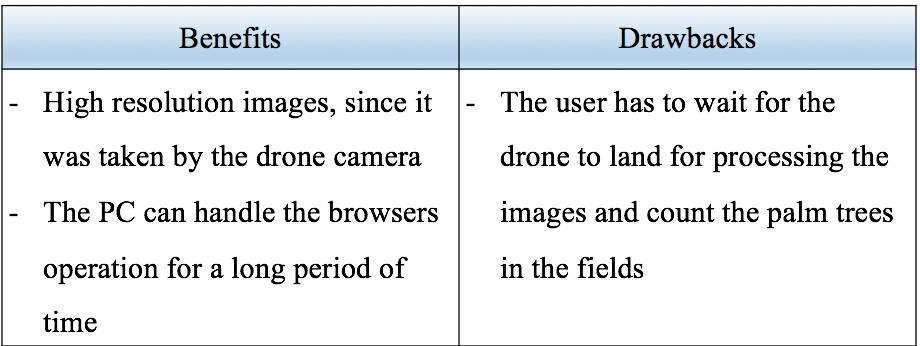 Benefits
Drawbacks
- High resolution images, since it
was taken by the drone camera
- The PC can handle the browsers
operation for a long period of
time
- The user has to wait for the
drone to land for processing the
images and count the palm trees
in the fields